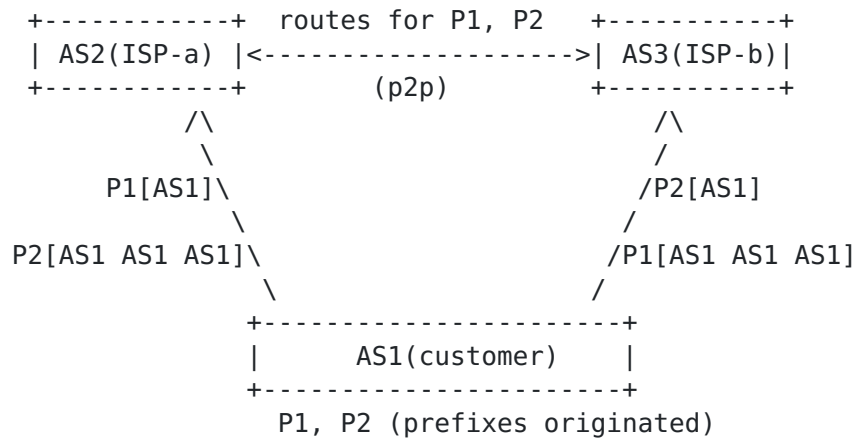 routes for P1, P2
AS2(ISP-a) AS3(ISP-b)
(p2p)
P1[AS1] P2[AS1]
P2[AS1 AS1 AS1] P1[AS1 AS1 AS1]
AS1(customer)
P1, P2 (prefixes originated)